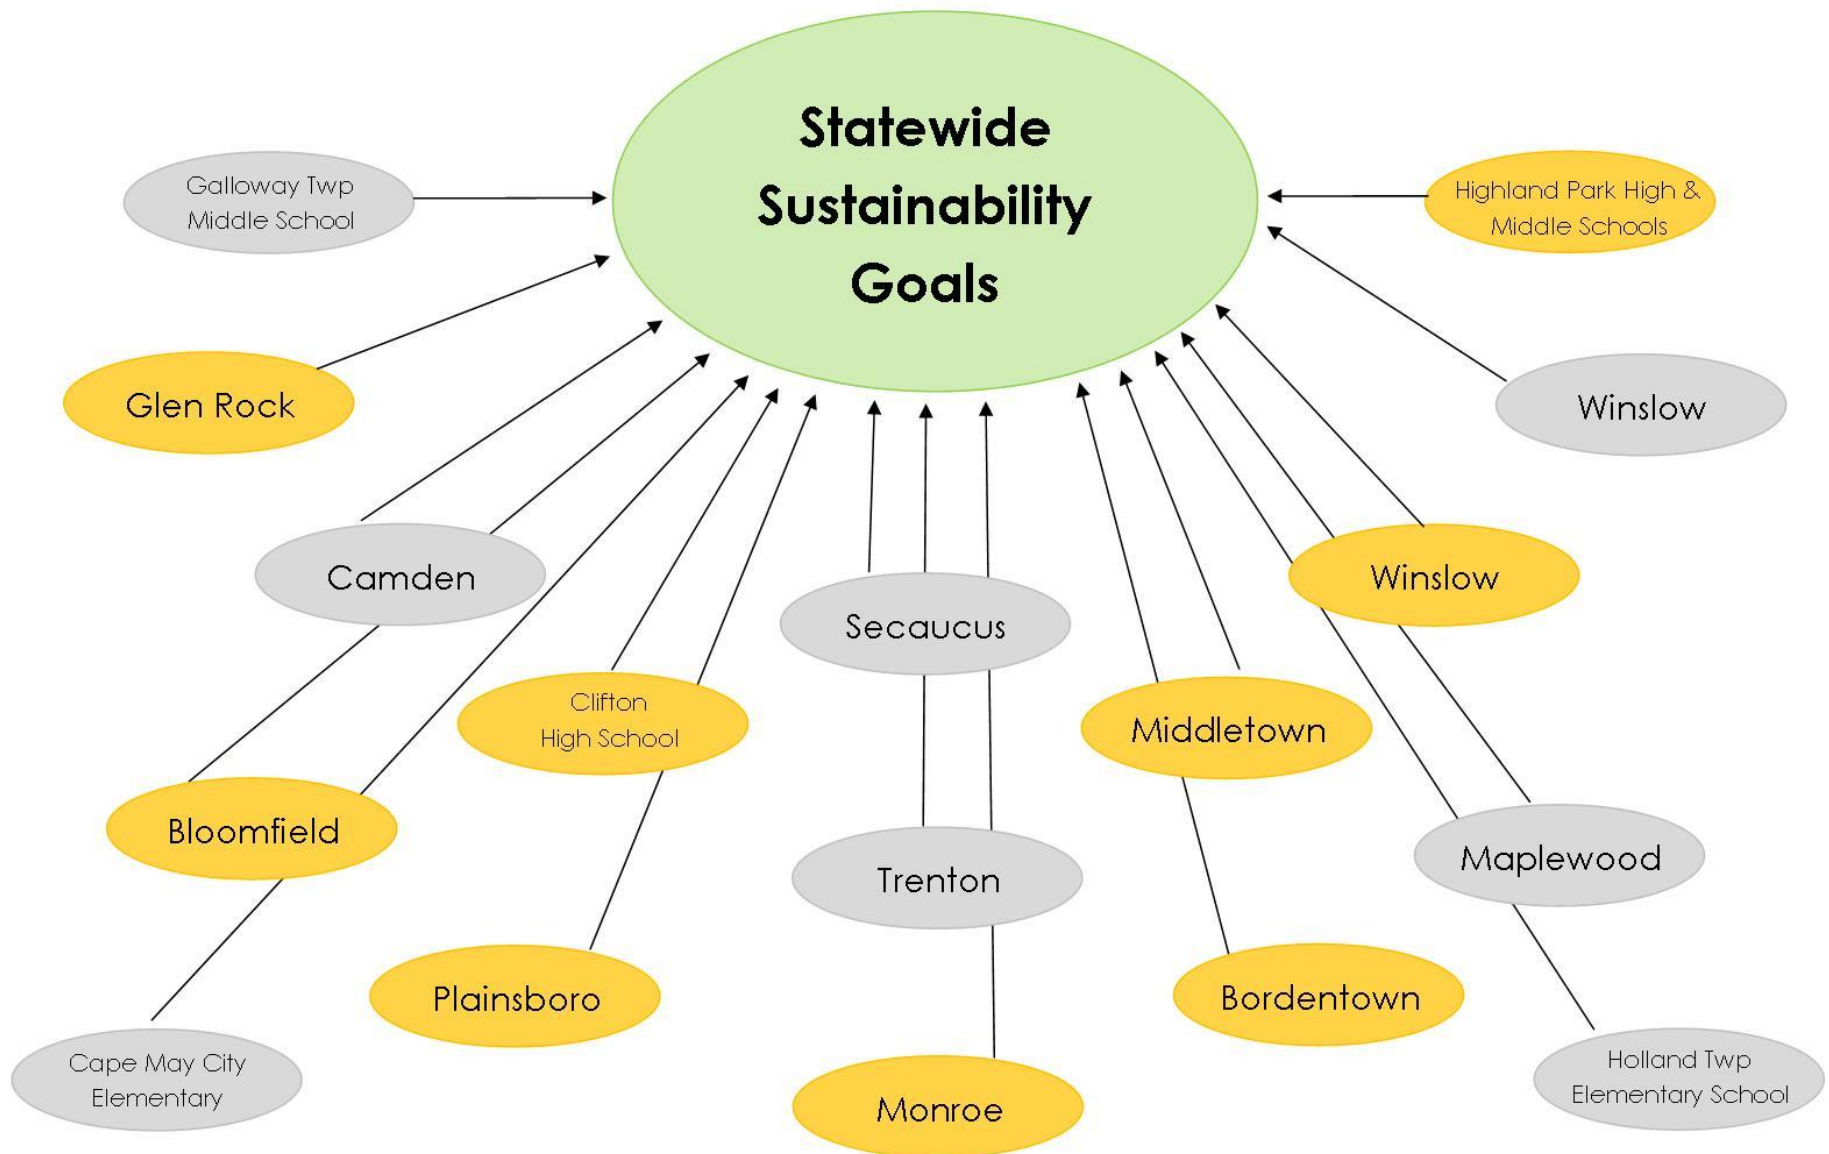 Statewide
Sustainability
Goals
Galloway Twp
Middle School
Highland Park High &
Middle Schools
Glen Rock
Winslow
Camden
Winslow
Secaucus
Clifton
High School
Middletown
Bloomfield
Maplewood
Trenton
Plainsboro
Bordentown
Cape May City
Elementary
Holland Twp
Elementary School
Monroe